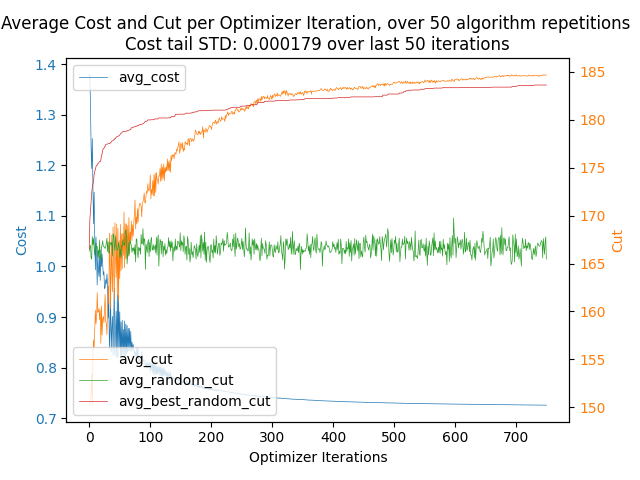 Average Cost and Cut per Optimizer Iteration, over 50 algorithm repetitions
Cost tail STD: 0.000179 over last 50 iterations
1.4
1.3
1.2
1.1
1.0
0.9
0.8
0.7
Cost
avg_cost
avg_cut
avg_random_cut
avg_best_random_cut
185
180
175
170
165
160
155
150
Cut
0 100 200 300 400 500 600 700
Optimizer Iterations